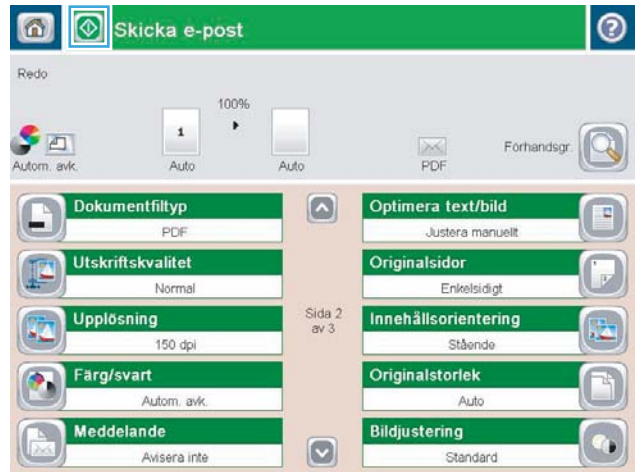 Skicka e-post
?
Redo
100%
1
Autom. avk.
Auto
Auto
PDF
Förhandsgr.
Dokumentfiltyp
PDF
Utskriftskvalitet
Normal
Upplösning
150 dpi
Färg/svart
Autom. avk.
Meddelande
Avisera inte
Sida 2
av 3
Optimera text/bild
Justera manuellt
Originalsidor
Enkelsidigt
Innehållsorientering
Stående
Originalstorlek
Auto
Bildjustering
Standard